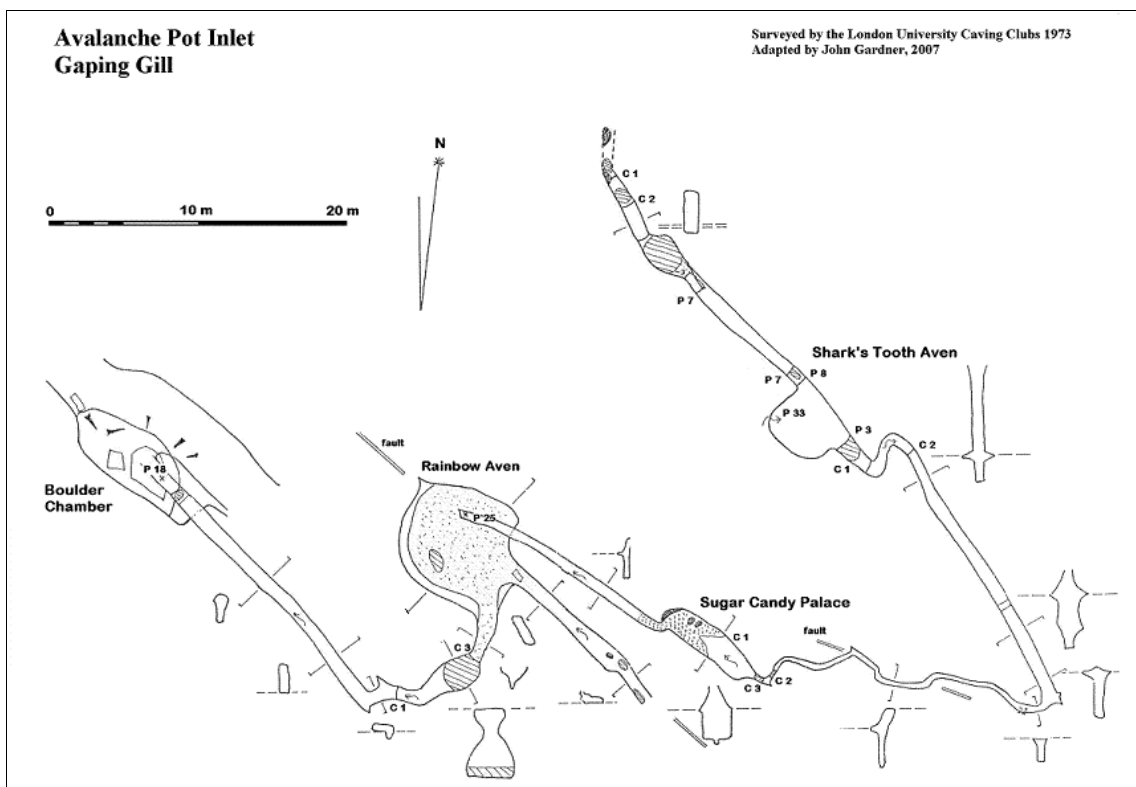 Avalanche Pot Inlet
Gaping Gill
Surveyed by the London University Caving Clubs 1973
Adapted by John Gardner, 2007
N
0 10 m 20 m
C 1
C 2
P 7
Shark's Tooth Aven
P 7 P 8
P 33
P 3
C 1
C 2
fault
Rainbow Aven
P 18
Boulder
Chamber
P 25
Sugar Candy Palace
C 1
fault
C 3
C 3 C 2
C 1